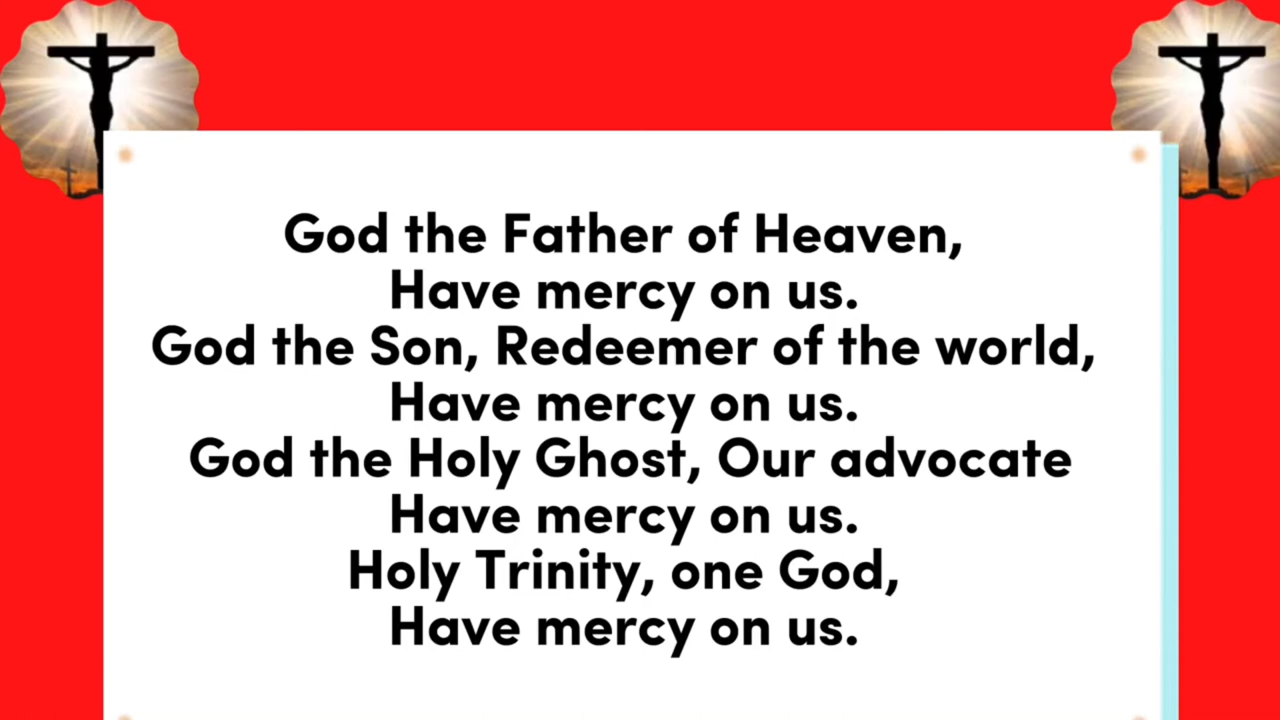 God the Father of Heaven,
Have mercy on us.
God the Son, Redeemer of the world,
Have mercy on us.
God the Holy Ghost, Our advocate
Have mercy on us.
Holy Trinity, one God,
Have mercy on us.